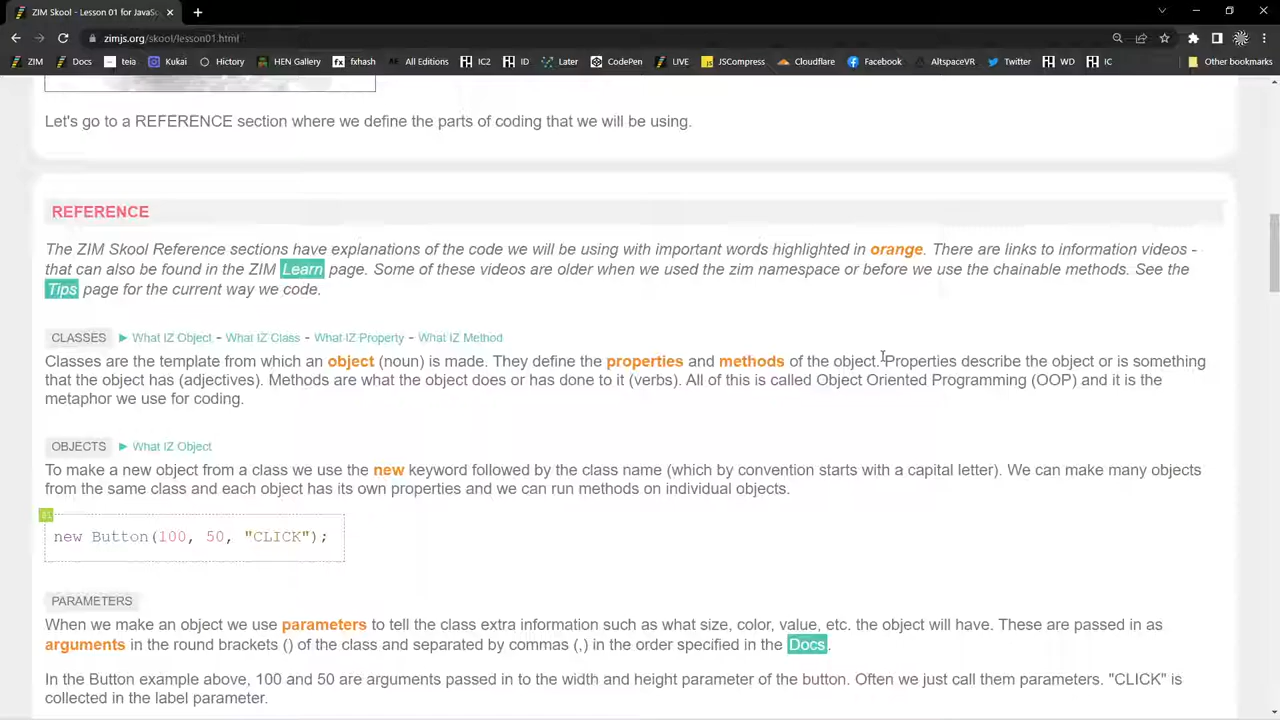 ZIM Skool - Lesson 01 for JavaSc
zimjs.org/skool/lesson01.html
ZIM Docs teia Kukai Hictory HEN Gallery fxhash All Editions IC2 ID Later CodePen LIVE JSCompress Cloudflare Facebook AltspaceVR Twitter WD IC Other bookmarks
Let's go to a REFERENCE section where we define the parts of coding that we will be using.
REFERENCE
The ZIM Skool Reference sections have explanations of the code we will be using with important words highlighted in orange. There are links to information videos -
that can also be found in the ZIM Learn page. Some of these videos are older when we used the zim namespace or before we use the chainable methods. See the
Tips page for the current way we code.
CLASSES ► What IZ Object - What IZ Class - What IZ Property - What IZ Method
Classes are the template from which an object (noun) is made. They define the properties and methods of the object. Properties describe the object or is something
that the object has (adjectives). Methods are what the object does or has done to it (verbs). All of this is called Object Oriented Programming (OOP) and it is the
metaphor we use for coding.
OBJECTS ► What IZ Object
To make a new object from a class we use the new keyword followed by the class name (which by convention starts with a capital letter). We can make many objects
from the same class and each object has its own properties and we can run methods on individual objects.
new Button(100, 50, "CLICK");
PARAMETERS
When we make an object we use parameters to tell the class extra information such as what size, color, value, etc. the object will have. These are passed in as
arguments in the round brackets () of the class and separated by commas (,) in the order specified in the Docs.
In the Button example above, 100 and 50 are arguments passed in to the width and height parameter of the button. Often we just call them parameters. "CLICK" is
collected in the label parameter.